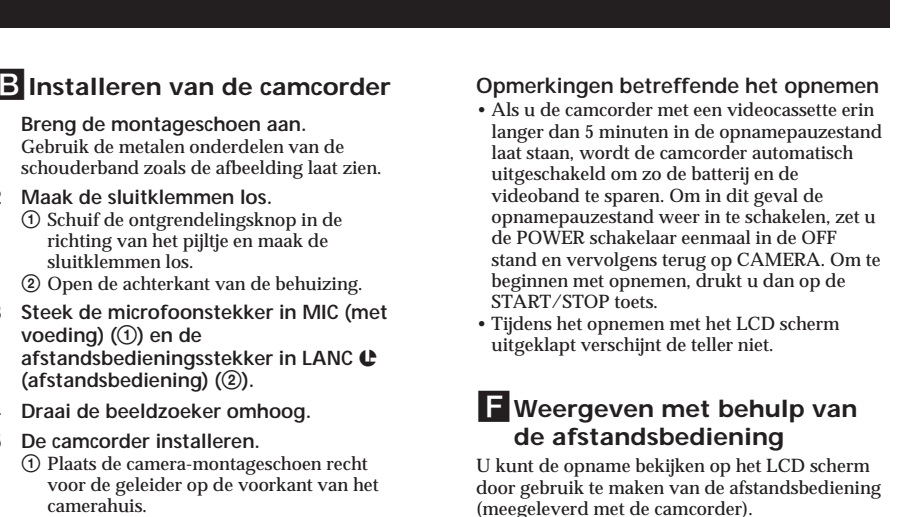 B Installeren van de camcorder
Breng de montageschoen aan.
Gebruik de metalen onderdelen van de
schouderband zoals de afbeelding laat zien.
Maak de sluitklemmen los.
① Schuif de ontgrendelingsknop in de
richting van het pijltje en maak de
sluitklemmen los.
② Open de achterkant van de behuizing.
Steek de microfoonstekker in MIC (met
voeding) (①) en de
afstandsbedieningsstekker in LANC
(afstandsbediening) (②).
Draai de beeldzoeker omhoog.
De camcorder installeren.
① Plaats de camera-montageschoen recht
voor de geleider op de voorkant van het
camerahuis.
Opmerkingen betreffende het opnemen
• Als u de camcorder met een videocassette erin
langer dan 5 minuten in de opnamepauzestand
laat staan, wordt de camcorder automatisch
uitgeschakeld om zo de batterij en de
videoband te sparen. Om in dit geval de
opnamepauzestand weer in te schakelen, zet u
de POWER schakelaar eenmaal in de OFF
stand en vervolgens terug op CAMERA. Om te
beginnen met opnemen, drukt u dan op de
START/STOP toets.
• Tijdens het opnemen met het LCD scherm
uitgeklapt verschijnt de teller niet.
F Weergeven met behulp van
de afstandsbediening
U kunt de opname bekijken op het LCD scherm
door gebruik te maken van de afstandsbediening
(meegeleverd met de camcorder).